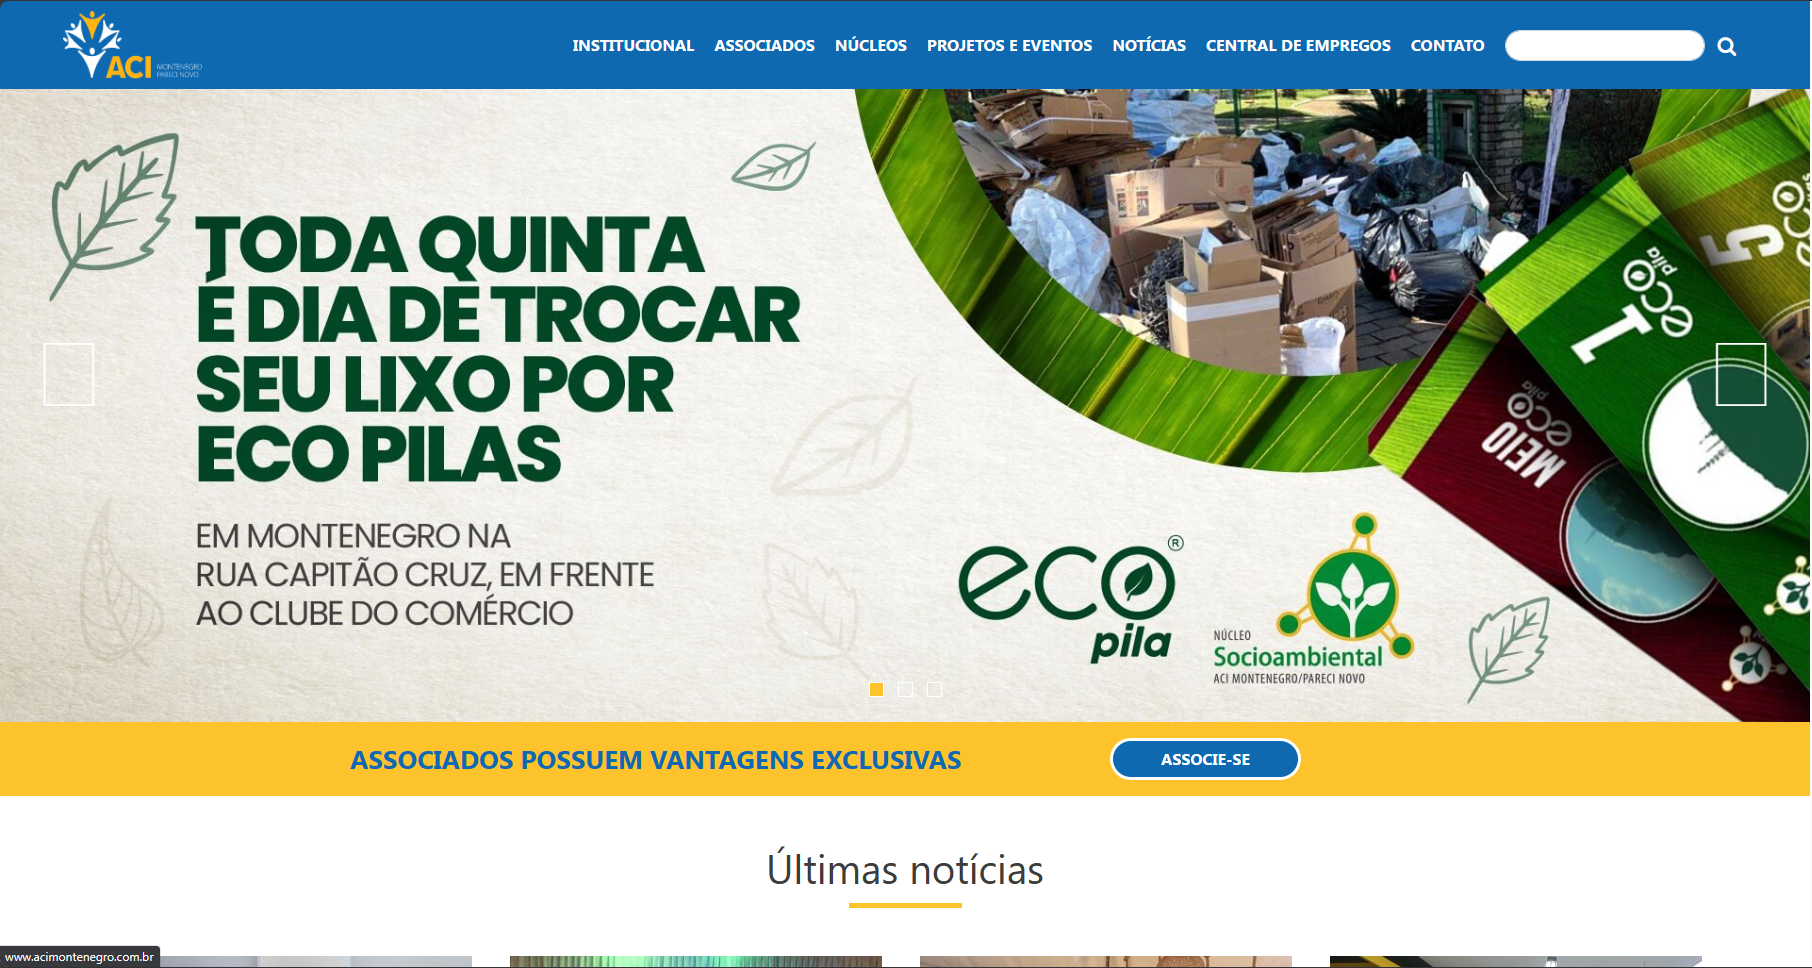 ACI
MONTENEGRO
PARECI NOVO
INSTITUCIONAL ASSOCIADOS NÚCLEOS PROJETOS E EVENTOS NOTÍCIAS CENTRAL DE EMPREGOS CONTATO
TODA QUINTA
É DIA DE TROCAR
SEU LIXO POR
ECO PILAS
EM MONTENEGRO NA
RUA CAPITÃO CRUZ, EM FRENTE
AO CLUBE DO COMÉRCIO
5
eco
1
eco
pila
MEIO
eco
pila
eco®
pila
NÚCLEO
Socioambiental
ACI MONTENEGRO/PARECI NOVO
ASSOCIADOS POSSUEM VANTAGENS EXCLUSIVAS
ASSOCIE-SE
Últimas notícias
www.acimontenegro.com.br